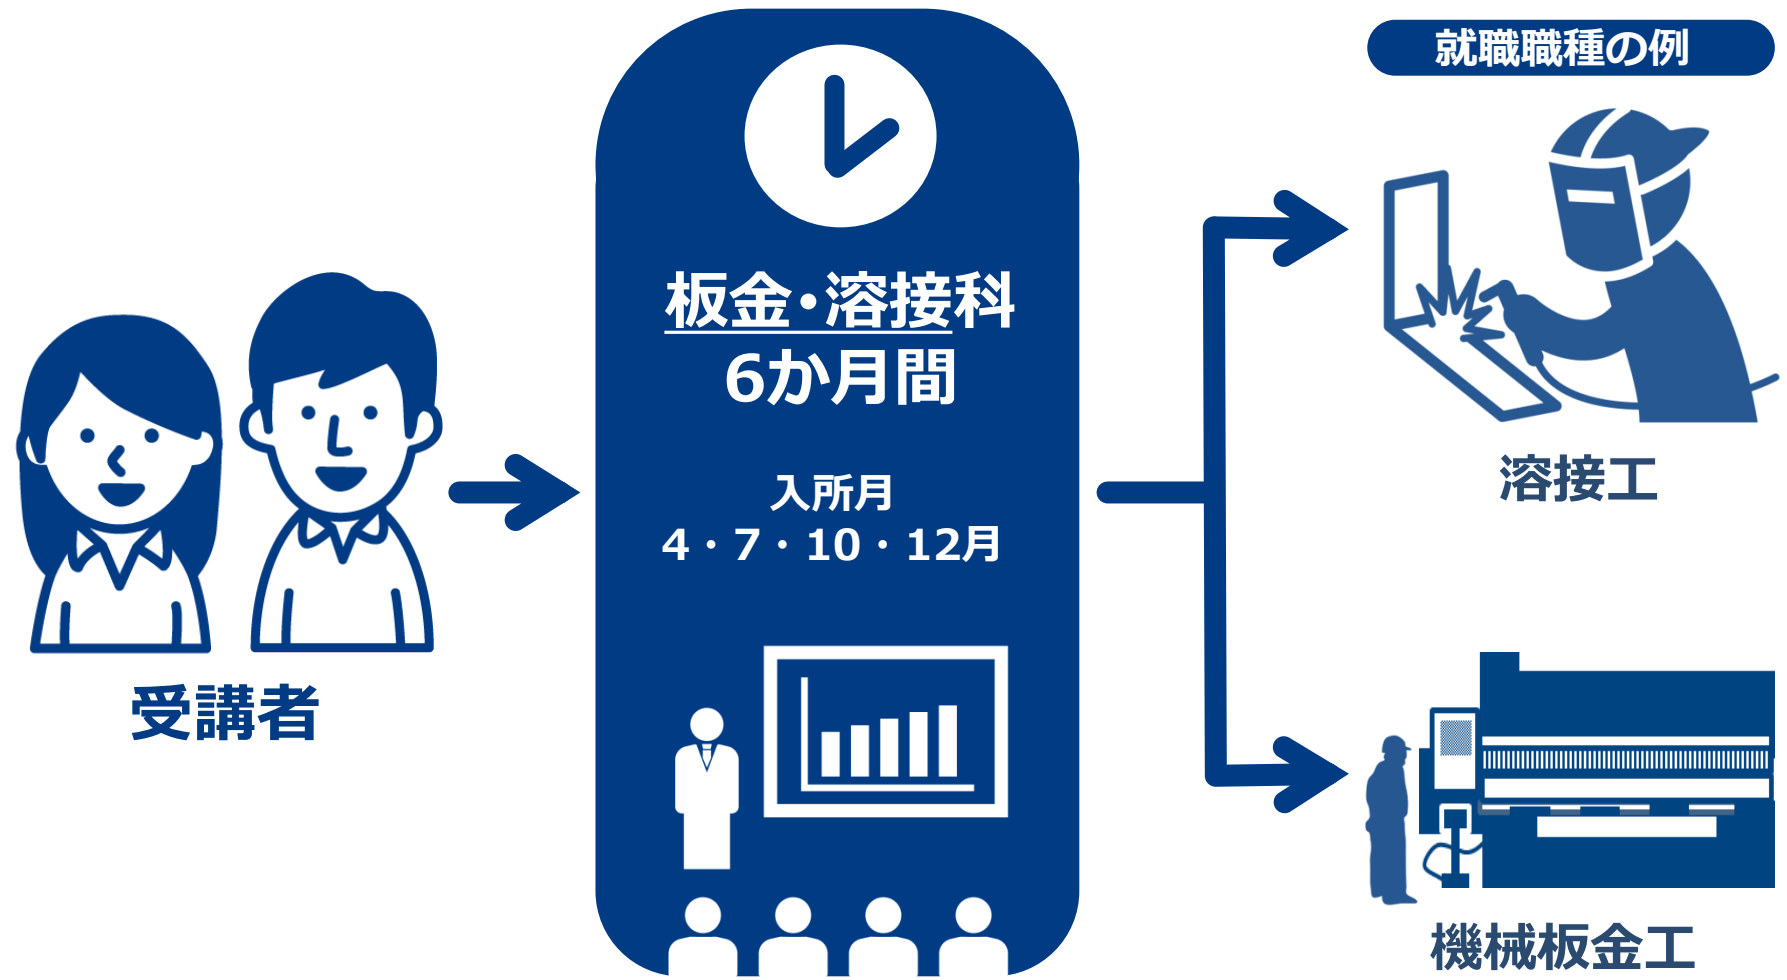 受講者
板金・溶接科
6か月間
入所月
4・7・10・12月
就職職種の例
溶接工
機械板金工